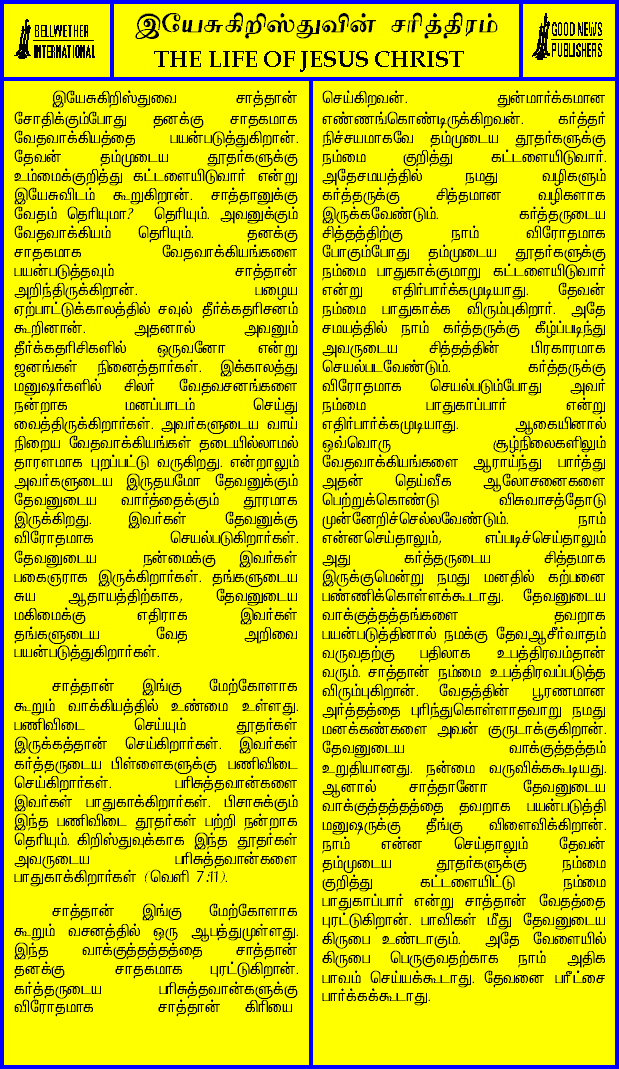 BELLWETHER
INTERNATIONAL
இயேசுகிறிஸ்துவின் சரித்திரம்
THE LIFE OF JESUS CHRIST
GOOD NEWS
PUBLISHERS
இயேசுகிறிஸ்துவை சாத்தான்
சோதிக்கும்போது தனக்கு சாதகமாக
வேதவாக்கியத்தை பயன்படுத்துகிறான்.
தேவன் தம்முடைய தூதர்களுக்கு
உம்மைக்குறித்து கட்டளையிடுவார் என்று
இயேசுவிடம் கூறுகிறான். சாத்தானுக்கு
வேதம் தெரியுமா? தெரியும். அவனுக்கும்
வேதவாக்கியம் தெரியும். தனக்கு
சாதகமாக வேதவாக்கியங்களை
பயன்படுத்தவும் சாத்தான்
அறிந்திருக்கிறான். பழைய
ஏற்பாட்டுக்காலத்தில் சவுல் தீர்க்கதரிசனம்
கூறினான். அதனால் அவனும்
தீர்க்கதரிசிகளில் ஒருவனோ என்று
ஜனங்கள் நினைத்தார்கள். இக்காலத்து
மனுஷர்களில் சிலர் வேதவசனங்களை
நன்றாக மனப்பாடம் செய்து
வைத்திருக்கிறார்கள். அவர்களுடைய வாய்
நிறைய வேதவாக்கியங்கள் தடையில்லாமல்
தாரளமாக புறப்பட்டு வருகிறது. என்றாலும்
அவர்களுடைய இருதயமோ தேவனுக்கும்
தேவனுடைய வார்த்தைக்கும் தூரமாக
இருக்கிறது. இவர்கள் தேவனுக்கு
விரோதமாக செயல்படுகிறார்கள்.
தேவனுடைய நன்மைக்கு இவர்கள்
பகைஞராக இருக்கிறார்கள். தங்களுடைய
சுய ஆதாயத்திற்காக, தேவனுடைய
மகிமைக்கு எதிராக இவர்கள்
தங்களுடைய வேத அறிவை
பயன்படுத்துகிறார்கள்.
சாத்தான் இங்கு மேற்கோளாக
கூறும் வாக்கியத்தில் உண்மை உள்ளது.
பணிவிடை செய்யும் தூதர்கள்
இருக்கத்தான் செய்கிறார்கள். இவர்கள்
கர்த்தருடைய பிள்ளைகளுக்கு பணிவிடை
செய்கிறார்கள். பரிசுத்தவான்களை
இவர்கள் பாதுகாக்கிறார்கள். பிசாசுக்கும்
இந்த பணிவிடை தூதர்கள் பற்றி நன்றாக
தெரியும். கிறிஸ்துவுக்காக இந்த தூதர்கள்
அவருடைய பரிசுத்தவான்களை
பாதுகாக்கிறார்கள் (வெளி 7:11).
சாத்தான் இங்கு மேற்கோளாக
கூறும் வசனத்தில் ஒரு ஆபத்துமுள்ளது.
இந்த வாக்குத்தத்தத்தை சாத்தான்
தனக்கு சாதகமாக புரட்டுகிறான்.
கர்த்தருடைய பரிசுத்தவான்களுக்கு
விரோதமாக சாத்தான் கிரியை
செய்கிறவன். துன்மார்க்கமான
எண்ணங்கொண்டிருக்கிறவன். கர்த்தர்
நிச்சயமாகவே தம்முடைய தூதர்களுக்கு
நம்மை குறித்து கட்டளையிடுவார்.
அதேசமயத்தில் நமது வழிகளும்
கர்த்தருக்கு சித்தமான வழிகளாக
இருக்கவேண்டும். கர்த்தருடைய
சித்தத்திற்கு நாம் விரோதமாக
போகும்போது தம்முடைய தூதர்களுக்கு
நம்மை பாதுகாக்குமாறு கட்டளையிடுவார்
என்று எதிர்பார்க்கமுடியாது. தேவன்
நம்மை பாதுகாக்க விரும்புகிறார். அதே
சமயத்தில் நாம் கர்த்தருக்கு கீழ்ப்படிந்து
அவருடைய சித்தத்தின் பிரகாரமாக
செயல்படவேண்டும். கர்த்தருக்கு
விரோதமாக செயல்படும்போது அவர்
நம்மை பாதுகாப்பார் என்று
எதிர்பார்க்கமுடியாது. ஆகையினால்
ஒவ்வொரு சூழ்நிலைகளிலும்
வேதவாக்கியங்களை ஆராய்ந்து பார்த்து
அதன் தெய்வீக ஆலோசனைகளை
பெற்றுக்கொண்டு விசுவாசத்தோடு
முன்னேறிச்செல்லவேண்டும். நாம்
என்னசெய்தாலும், எப்படிச்செய்தாலும்
அது கர்த்தருடைய சித்தமாக
இருக்குமென்று நமது மனதில் கற்பனை
பண்ணிக்கொள்ளக்கூடாது. தேவனுடைய
வாக்குத்தத்தங்களை தவறாக
பயன்படுத்தினால் நமக்கு தேவஆசீர்வாதம்
வருவதற்கு பதிலாக உபத்திரவம்தான்
வரும். சாத்தான் நம்மை உபத்திரவப்படுத்த
விரும்புகிறான். வேதத்தின் பூரணமான
அர்த்தத்தை புரிந்துகொள்ளாதவாறு நமது
மனக்கண்களை அவன் குருடாக்குகிறான்.
தேவனுடைய வாக்குத்தத்தம்
உறுதியானது. நன்மை வருவிக்ககூடியது.
ஆனால் சாத்தானோ தேவனுடைய
வாக்குத்தத்தத்தை தவறாக பயன்படுத்தி
மனுஷருக்கு தீங்கு விளைவிக்கிறான்.
நாம் என்ன செய்தாலும் தேவன்
தம்முடைய தூதர்களுக்கு நம்மை
குறித்து கட்டளையிட்டு நம்மை
பாதுகாப்பார் என்று சாத்தான் வேதத்தை
புரட்டுகிறான். பாவிகள் மீது தேவனுடைய
கிருபை உண்டாகும். அதே வேளையில்
கிருபை பெருகுவதற்காக நாம் அதிக
பாவம் செய்யக்கூடாது. தேவனை பரீட்சை
பார்க்கக்கூடாது.